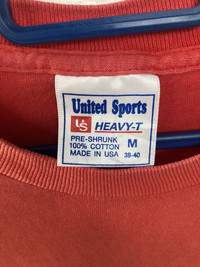 United Sports
US HEAVY-T
PRE-SHRUNK
100% COTTON M
MADE IN USA 38-40